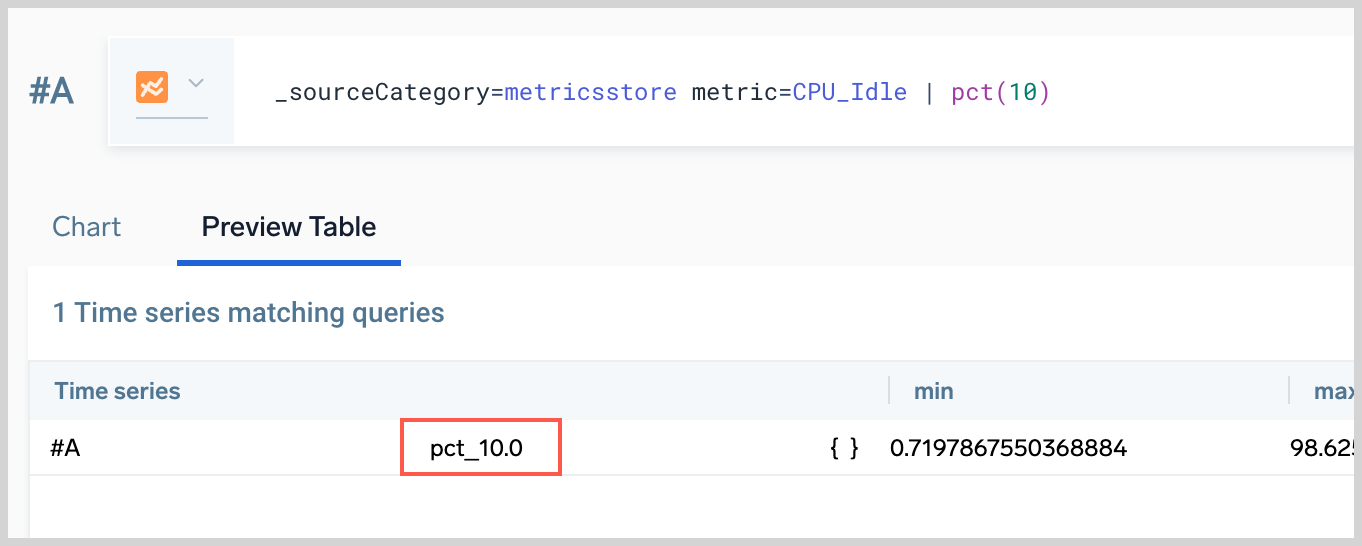 #A
_sourceCategory=metricsstore metric=CPU_Idle | pct(10)
Chart Preview Table
1 Time series matching queries
Time series min max
#A pct_10.0 { } 0.7197867550368884 98.625